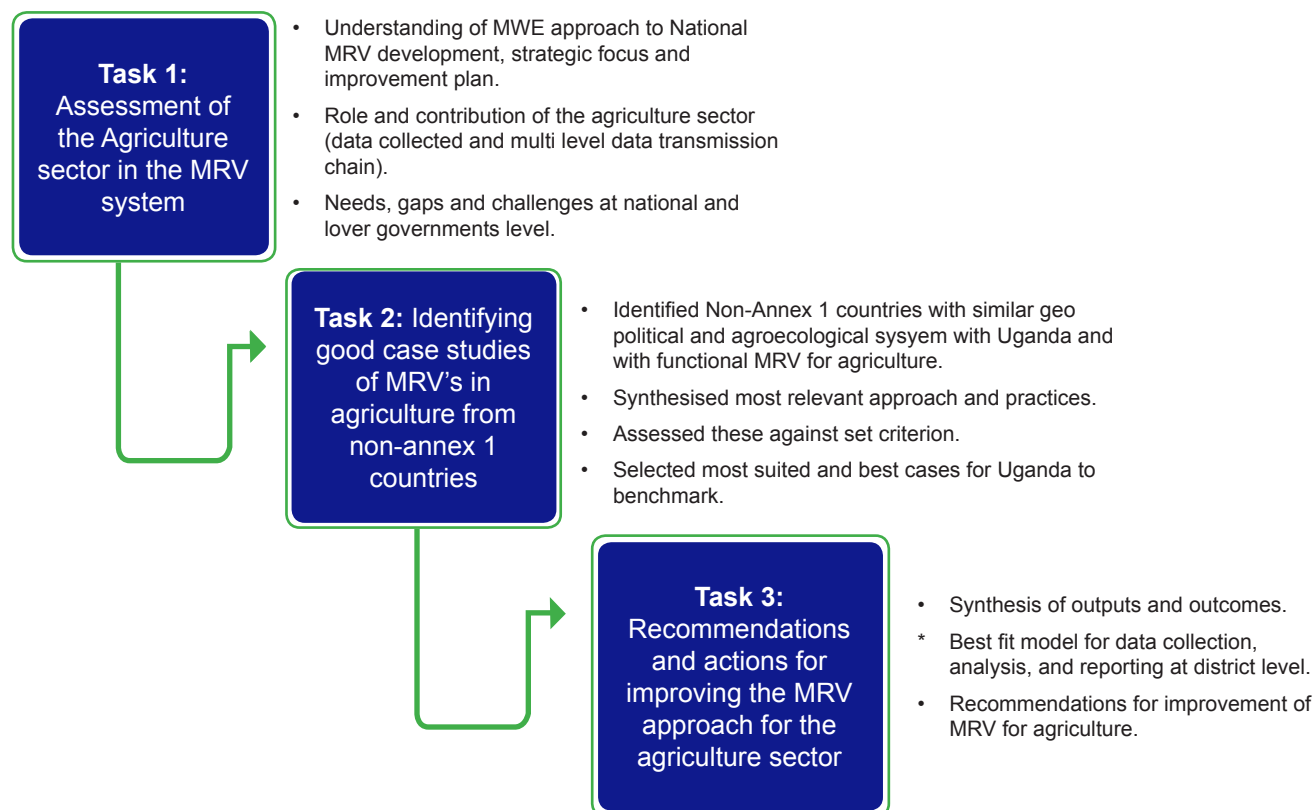 Task 1:
Assessment of
the Agriculture
sector in the MRV
system
• Understanding of MWE approach to National
MRV development, strategic focus and
improvement plan.
• Role and contribution of the agriculture sector
(data collected and multi level data transmission
chain).
• Needs, gaps and challenges at national and
lover governments level.
Task 2: Identifying
good case studies
of MRV's in
agriculture from
non-annex 1
countries
• Identified Non-Annex 1 countries with similar geo
political and agroecological sysyem with Uganda and
with functional MRV for agriculture.
• Synthesised most relevant approach and practices.
• Assessed these against set criterion.
• Selected most suited and best cases for Uganda to
benchmark.
Task 3:
Recommendations
and actions for
improving the MRV
approach for the
agriculture sector
• Synthesis of outputs and outcomes.
* Best fit model for data collection,
analysis, and reporting at district level.
• Recommendations for improvement of
MRV for agriculture.